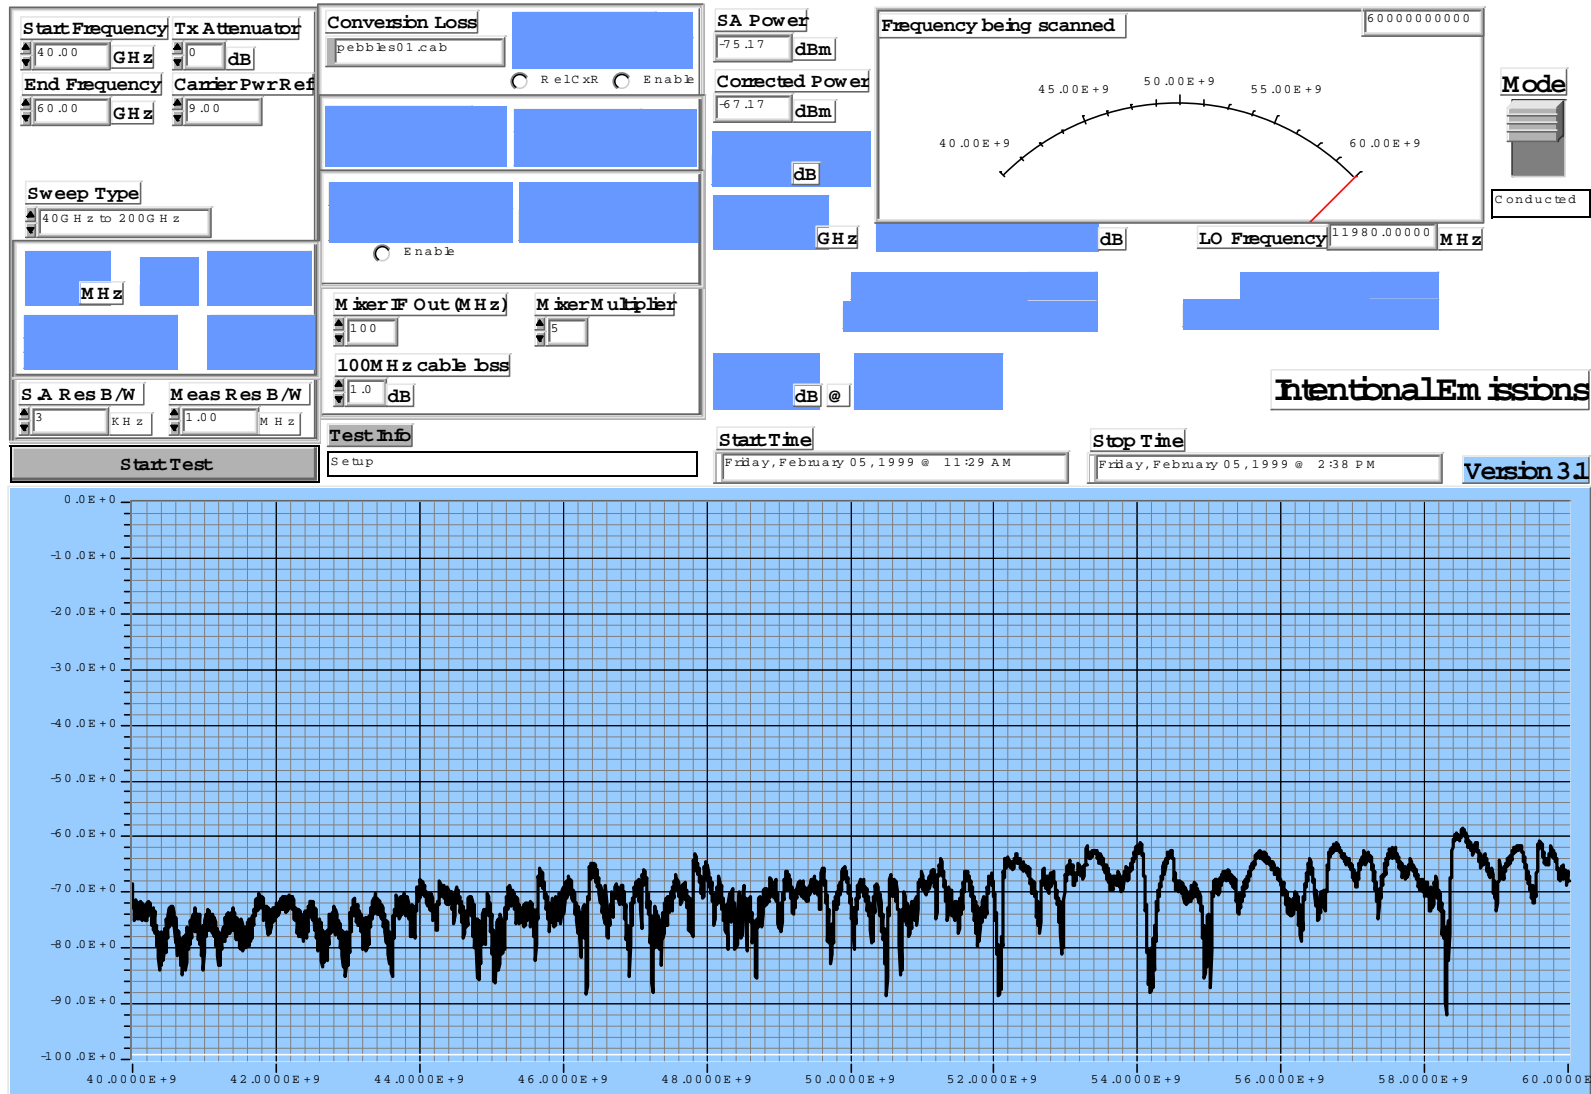 Start Frequency
40.00 GHz
Tx Attenuator
0 dB
End Frequency
60.00 GHz
Carrier Pwr Ref
9.00
Sweep Type
40GHz to 200GHz
MHz
S.A Res B/W
3 KHz
Meas Res B/W
1.00 MHz
Start Test
Conversion Loss
pebbles01.cab
RelCxR
Enable
Enable
Mixer IF Out (MHz)
100
Mixer Multiplier
5
100MHz cable loss
1.0 dB
Test Info
Setup
SA Power
-75.17 dBm
Corrected Power
-67.17 dBm
dB
GHz
dB
dB @
Frequency being scanned
60000000000
40.00E+9
45.00E+9
50.00E+9
55.00E+9
60.00E+9
LO Frequency 11980.00000 MHz
Mode
Conducted
Intentional Emissions
Start Time
Friday, February 05, 1999 @ 11:29 AM
Stop Time
Friday, February 05, 1999 @ 2:38 PM
Version 3.1
0.0E+0
-10.0E+0
-20.0E+0
-30.0E+0
-40.0E+0
-50.0E+0
-60.0E+0
-70.0E+0
-80.0E+0
-90.0E+0
-100.0E+0
40.0000E+9
42.0000E+9
44.0000E+9
46.0000E+9
48.0000E+9
50.0000E+9
52.0000E+9
54.0000E+9
56.0000E+9
58.0000E+9
60.0000E